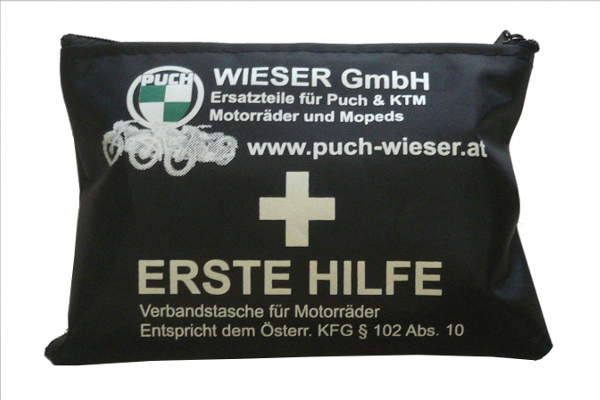 PUCH
WIESER GmbH
Ersatzteile für Puch & KTM
Motorräder und Mopeds
www.puch-wieser.at
ERSTE HILFE
Verbandstasche für Motorräder
Entspricht dem Österr. KFG § 102 Abs. 10